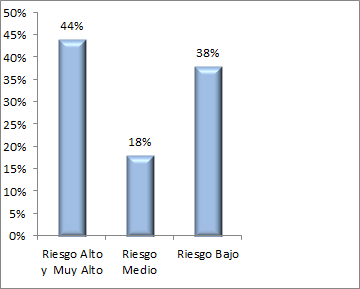 50%
45%
40%
35%
30%
25%
20%
15%
10%
5%
0%
44%
18%
38%
Riesgo Alto
y Muy Alto
Riesgo
Medio
Riesgo Bajo